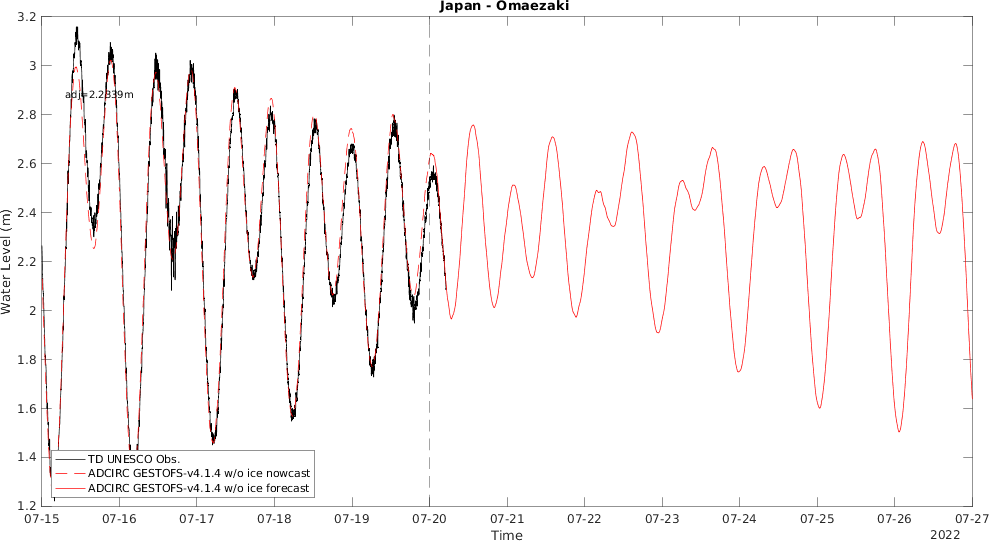 Japan - Omaezaki
3.2
3
2.8
2.6
2.4
2.2
2
1.8
1.6
1.4
1.2
Water Level (m)
adj=2.2839m
TD UNESCO Obs.
ADCIRC GESTOFS-v4.1.4 w/o ice nowcast
ADCIRC GESTOFS-v4.1.4 w/o ice forecast
07-15 07-16 07-17 07-18 07-19 07-20 07-21 07-22 07-23 07-24 07-25 07-26 07-27
Time
2022